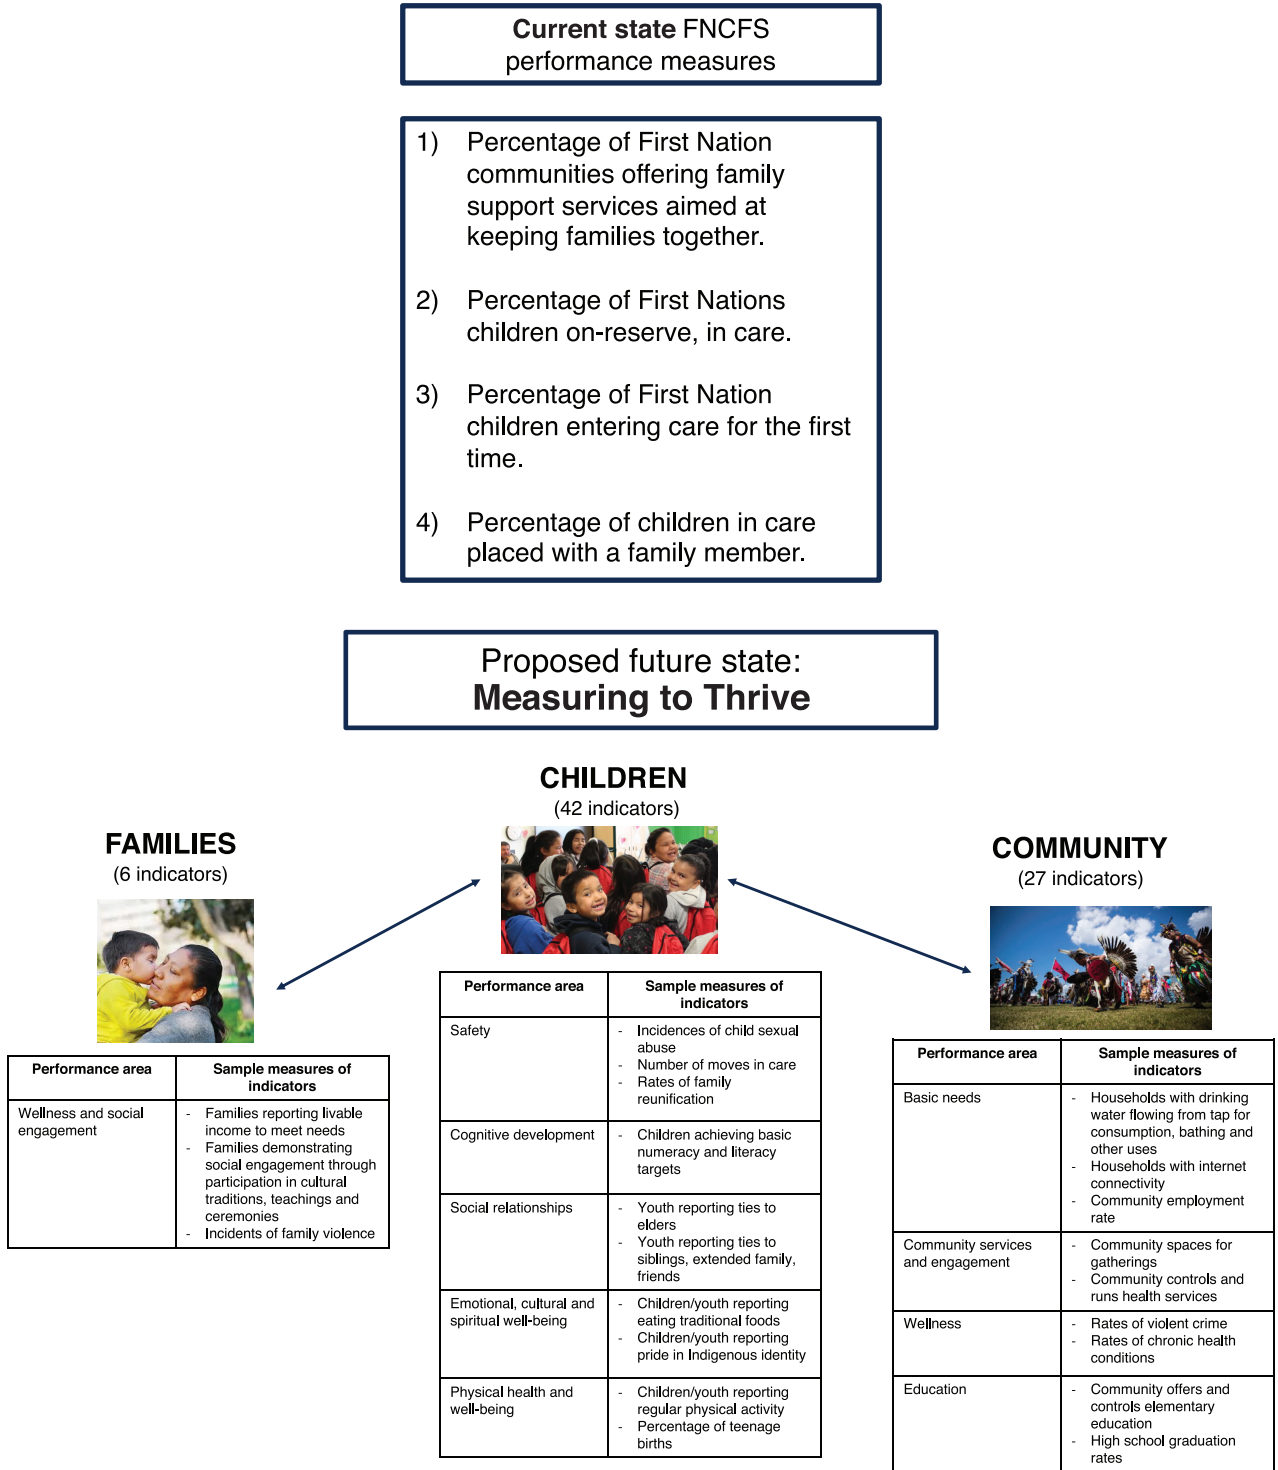 Current state FNCFS
performance measures
1) Percentage of First Nation
communities offering family
support services aimed at
keeping families together.
2) Percentage of First Nations
children on-reserve, in care.
3) Percentage of First Nation
children entering care for the first
time.
4) Percentage of children in care
placed with a family member.
Proposed future state:
Measuring to Thrive
FAMILIES
(6 indicators)
Performance area
Sample measures of
indicators
Wellness and social
engagement
- Families reporting livable
income to meet needs
- Families demonstrating
social engagement through
participation in cultural
traditions, teachings and
ceremonies
- Incidents of family violence
CHILDREN
(42 indicators)
Performance area
Sample measures of
indicators
Safety
- Incidences of child sexual
abuse
- Number of moves in care
- Rates of family
reunification
Cognitive development
- Children achieving basic
numeracy and literacy
targets
Social relationships
- Youth reporting ties to
elders
- Youth reporting ties to
siblings, extended family,
friends
Emotional, cultural and
spiritual well-being
- Children/youth reporting
eating traditional foods
- Children/youth reporting
pride in Indigenous identity
Physical health and
well-being
- Children/youth reporting
regular physical activity
- Percentage of teenage
births
COMMUNITY
(27 indicators)
Performance area
Sample measures of
indicators
Basic needs
- Households with drinking
water flowing from tap for
consumption, bathing and
other uses
- Households with internet
connectivity
- Community employment
rate
Community services
and engagement
- Community spaces for
gatherings
- Community controls and
runs health services
Wellness
- Rates of violent crime
- Rates of chronic health
conditions
Education
- Community offers and
controls elementary
education
- High school graduation
rates